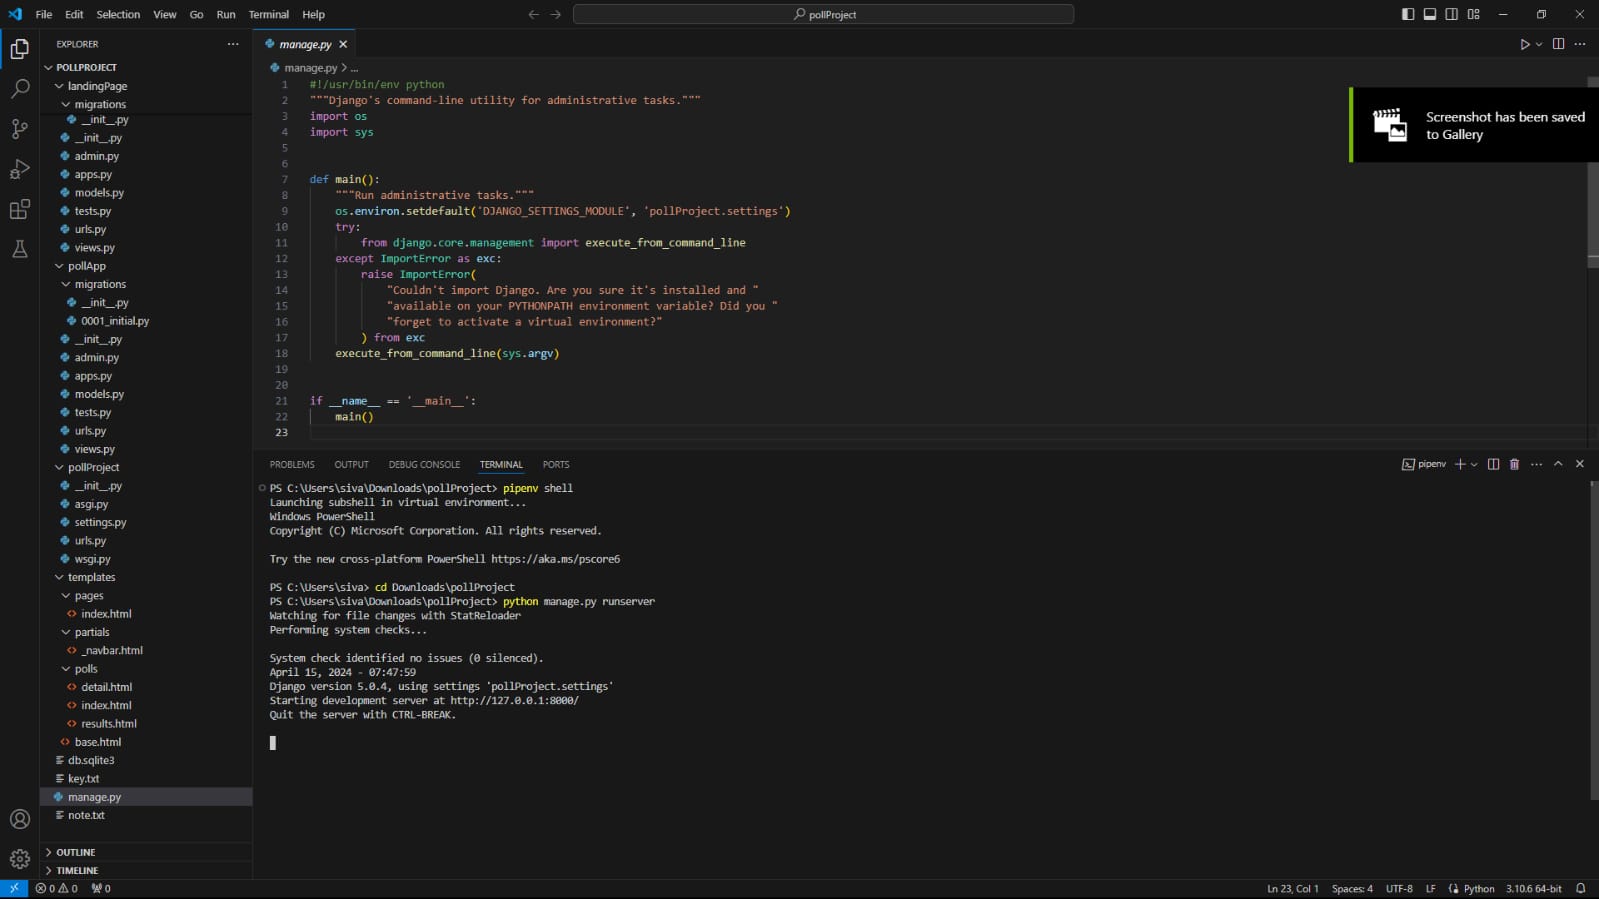 File Edit Selection View Go Run Terminal Help
pollProject
EXPLORER
POLLPROJECT
landingPage
migrations
__init__.py
__init__.py
admin.py
apps.py
models.py
tests.py
urls.py
views.py
pollApp
migrations
__init__.py
0001_initial.py
__init__.py
admin.py
apps.py
models.py
tests.py
urls.py
views.py
pollProject
__init__.py
asgi.py
settings.py
urls.py
wsgi.py
templates
pages
index.html
partials
_navbar.html
polls
detail.html
index.html
results.html
base.html
db.sqlite3
key.txt
manage.py
note.txt
OUTLINE
TIMELINE
manage.py
manage.py > ...
1 #!/usr/bin/env python
2 """Django's command-line utility for administrative tasks."""
3 import os
4 import sys
5
6
7 def main():
8 """Run administrative tasks."""
9 os.environ.setdefault('DJANGO_SETTINGS_MODULE', 'pollProject.settings')
10 try:
11 from django.core.management import execute_from_command_line
12 except ImportError as exc:
13 raise ImportError(
14 "Couldn't import Django. Are you sure it's installed and "
15 "available on your PYTHONPATH environment variable? Did you "
16 "forget to activate a virtual environment?"
17 ) from exc
18 execute_from_command_line(sys.argv)
19
20
21 if __name__ == '__main__':
22 main()
23
Screenshot has been saved
to Gallery
PROBLEMS OUTPUT DEBUG CONSOLE TERMINAL PORTS
pipenv
PS C:\Users\siva\Downloads\pollProject> pipenv shell
Launching subshell in virtual environment...
Windows PowerShell
Copyright (C) Microsoft Corporation. All rights reserved.
Try the new cross-platform PowerShell https://aka.ms/pscore6
PS C:\Users\siva> cd Downloads\pollProject
PS C:\Users\siva\Downloads\pollProject> python manage.py runserver
Watching for file changes with StatReloader
Performing system checks...
System check identified no issues (0 silenced).
April 15, 2024 - 07:47:59
Django version 5.0.4, using settings 'pollProject.settings'
Starting development server at http://127.0.0.1:8000/
Quit the server with CTRL-BREAK.
0 0 0
Ln 23, Col 1 Spaces: 4 UTF-8 LF Python 3.10.6 64-bit